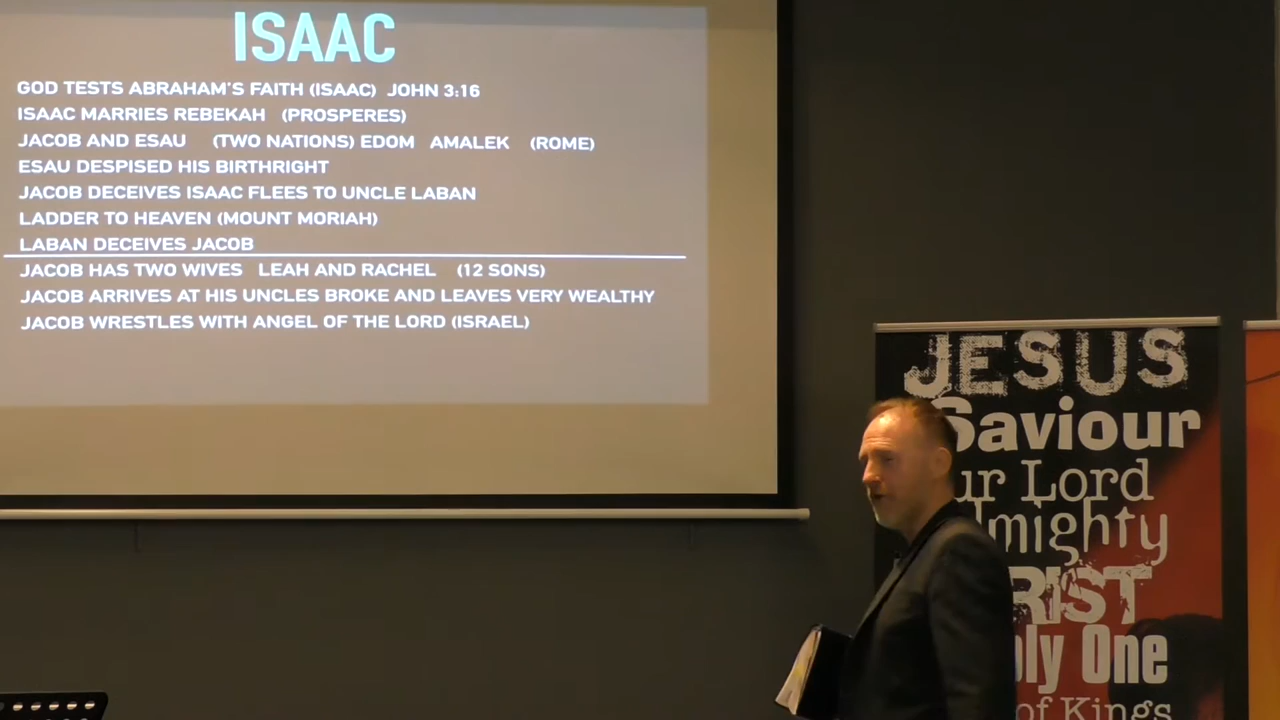 ISAAC
GOD TESTS ABRAHAM'S FAITH (ISAAC) JOHN 3:16
ISAAC MARRIES REBEKAH (PROSPERES)
JACOB AND ESAU (TWO NATIONS) EDOM AMALEK (ROME)
ESAU DESPISED HIS BIRTHRIGHT
JACOB DECEIVES ISAAC FLEES TO UNCLE LABAN
LADDER TO HEAVEN (MOUNT MORIAH)
LABAN DECEIVES JACOB
JACOB HAS TWO WIVES LEAH AND RACHEL (12 SONS)
JACOB ARRIVES AT HIS UNCLES BROKE AND LEAVES VERY WEALTHY
JACOB WRESTLES WITH ANGEL OF THE LORD (ISRAEL)
JESUS
Saviour
ur Lord
lmighty
RIST
oly One
of Kings